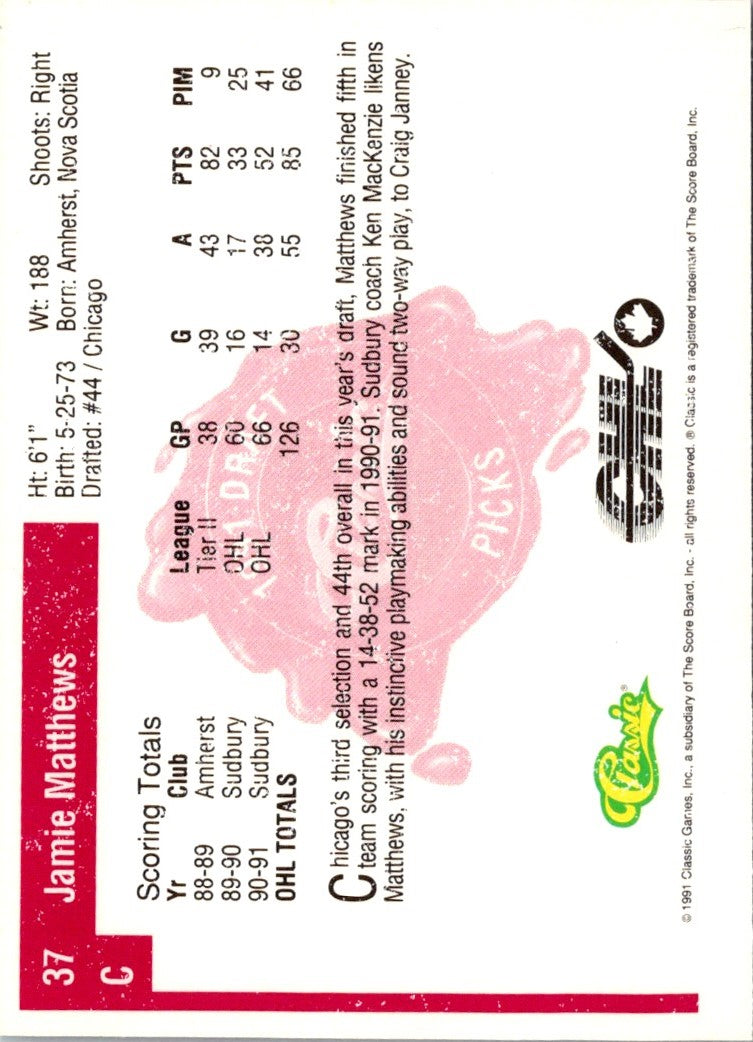 37 Jamie Matthews
C
Ht: 6'1" Wt: 188 Shoots: Right
Birth: 5-25-73 Born: Amherst, Nova Scotia
Drafted: #44 / Chicago
Scoring Totals
Yr Club League GP G A PTS PIM
88-89 Amherst Tier II 38 39 43 82 9
89-90 Sudbury OHL 60 16 17 33 25
90-91 Sudbury OHL 66 14 38 52 41
OHL TOTALS 126 30 55 85 66
Chicago's third selection and 44th overall in this year's draft, Matthews finished fifth in
team scoring with a 14-38-52 mark in 1990-91. Sudbury coach Ken MacKenzie likens
Matthews, with his instinctive playmaking abilities and sound two-way play, to Craig Janney.
DRAFT
PICKS
Classic®
CHL
© 1991 Classic Games, Inc., a subsidiary of The Score Board, Inc. - all rights reserved. ® Classic is a registered trademark of The Score Board, Inc.